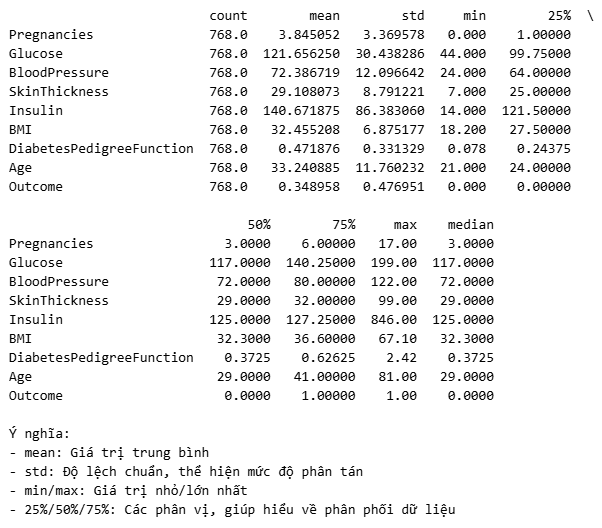 count mean std min 25% \
Pregnancies 768.0 3.845052 3.369578 0.000 1.00000
Glucose 768.0 121.656250 30.438286 44.000 99.75000
BloodPressure 768.0 72.386719 12.096642 24.000 64.00000
SkinThickness 768.0 29.108073 8.791221 7.000 25.00000
Insulin 768.0 140.671875 86.383060 14.000 121.50000
BMI 768.0 32.455208 6.875177 18.200 27.50000
DiabetesPedigreeFunction 768.0 0.471876 0.331329 0.078 0.24375
Age 768.0 33.240885 11.760232 21.000 24.00000
Outcome 768.0 0.348958 0.476951 0.000 0.00000
50% 75% max median
Pregnancies 3.0000 6.00000 17.00 3.0000
Glucose 117.0000 140.25000 199.00 117.0000
BloodPressure 72.0000 80.00000 122.00 72.0000
SkinThickness 29.0000 32.00000 99.00 29.0000
Insulin 125.0000 127.25000 846.00 125.0000
BMI 32.3000 36.60000 67.10 32.3000
DiabetesPedigreeFunction 0.3725 0.62625 2.42 0.3725
Age 29.0000 41.00000 81.00 29.0000
Outcome 0.0000 1.00000 1.00 0.0000
Ý nghĩa:
- mean: Giá trị trung bình
- std: Độ lệch chuẩn, thể hiện mức độ phân tán
- min/max: Giá trị nhỏ/lớn nhất
- 25%/50%/75%: Các phân vị, giúp hiểu về phân phối dữ liệu